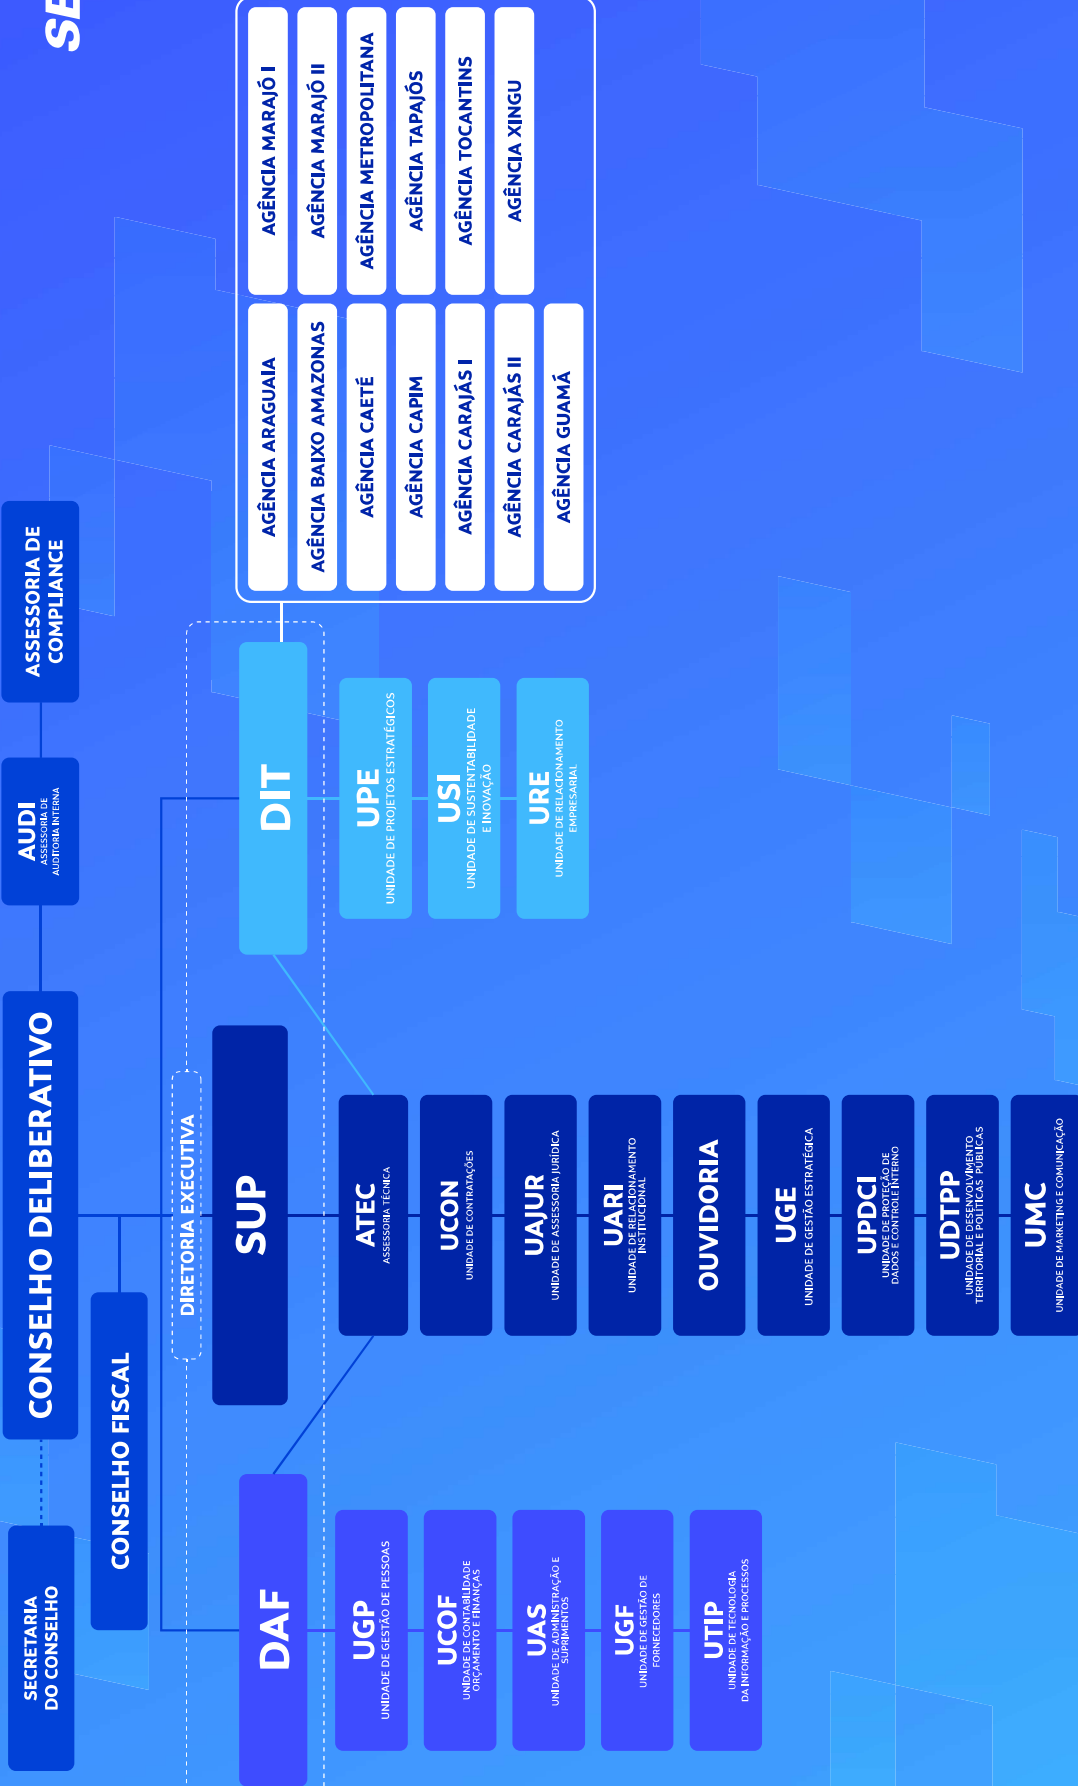 SE
SECRETARIA
DO CONSELHO
CONSELHO DELIBERATIVO
AUDI
ASSESSORIA DE
AUDITORIA INTERNA
ASSESSORIA DE
COMPLIANCE
CONSELHO FISCAL
DIRETORIA EXECUTIVA
DAF
UGP
UNIDADE DE GESTÃO DE PESSOAS
UCOF
UNIDADE DE CONTABILIDADE
ORÇAMENTO E FINANÇAS
UAS
UNIDADE DE ADMINISTRAÇÃO E
SUPRIMENTOS
UGF
UNIDADE DE GESTÃO DE
FORNECEDORES
UTIP
UNIDADE DE TECNOLOGIA
DA INFORMAÇÃO E PROCESSOS
SUP
ATEC
ASSESSORIA TÉCNICA
UCON
UNIDADE DE CONTRATAÇÕES
UAJUR
UNIDADE DE ASSESSORIA JURÍDICA
UARI
UNIDADE DE RELACIONAMENTO
INSTITUCIONAL
OUVIDORIA
UGE
UNIDADE DE GESTÃO ESTRATÉGICA
UPDCI
UNIDADE DE PROTEÇÃO DE
DADOS E CONTROLE INTERNO
UDTPP
UNIDADE DE DESENVOLVIMENTO
TERRITORIAL E POLÍTICAS PÚBLICAS
UMC
UNIDADE DE MARKETING E COMUNICAÇÃO
DIT
UPE
UNIDADE DE PROJETOS ESTRATÉGICOS
USI
UNIDADE DE SUSTENTABILIDADE
E INOVAÇÃO
URE
UNIDADE DE RELACIONAMENTO
EMPRESARIAL
AGÊNCIA ARAGUAIA
AGÊNCIA BAIXO AMAZONAS
AGÊNCIA CAETÉ
AGÊNCIA CAPIM
AGÊNCIA CARAJÁS I
AGÊNCIA CARAJÁS II
AGÊNCIA GUAMÁ
AGÊNCIA MARAJÓ I
AGÊNCIA MARAJÓ II
AGÊNCIA METROPOLITANA
AGÊNCIA TAPAJÓS
AGÊNCIA TOCANTINS
AGÊNCIA XINGU